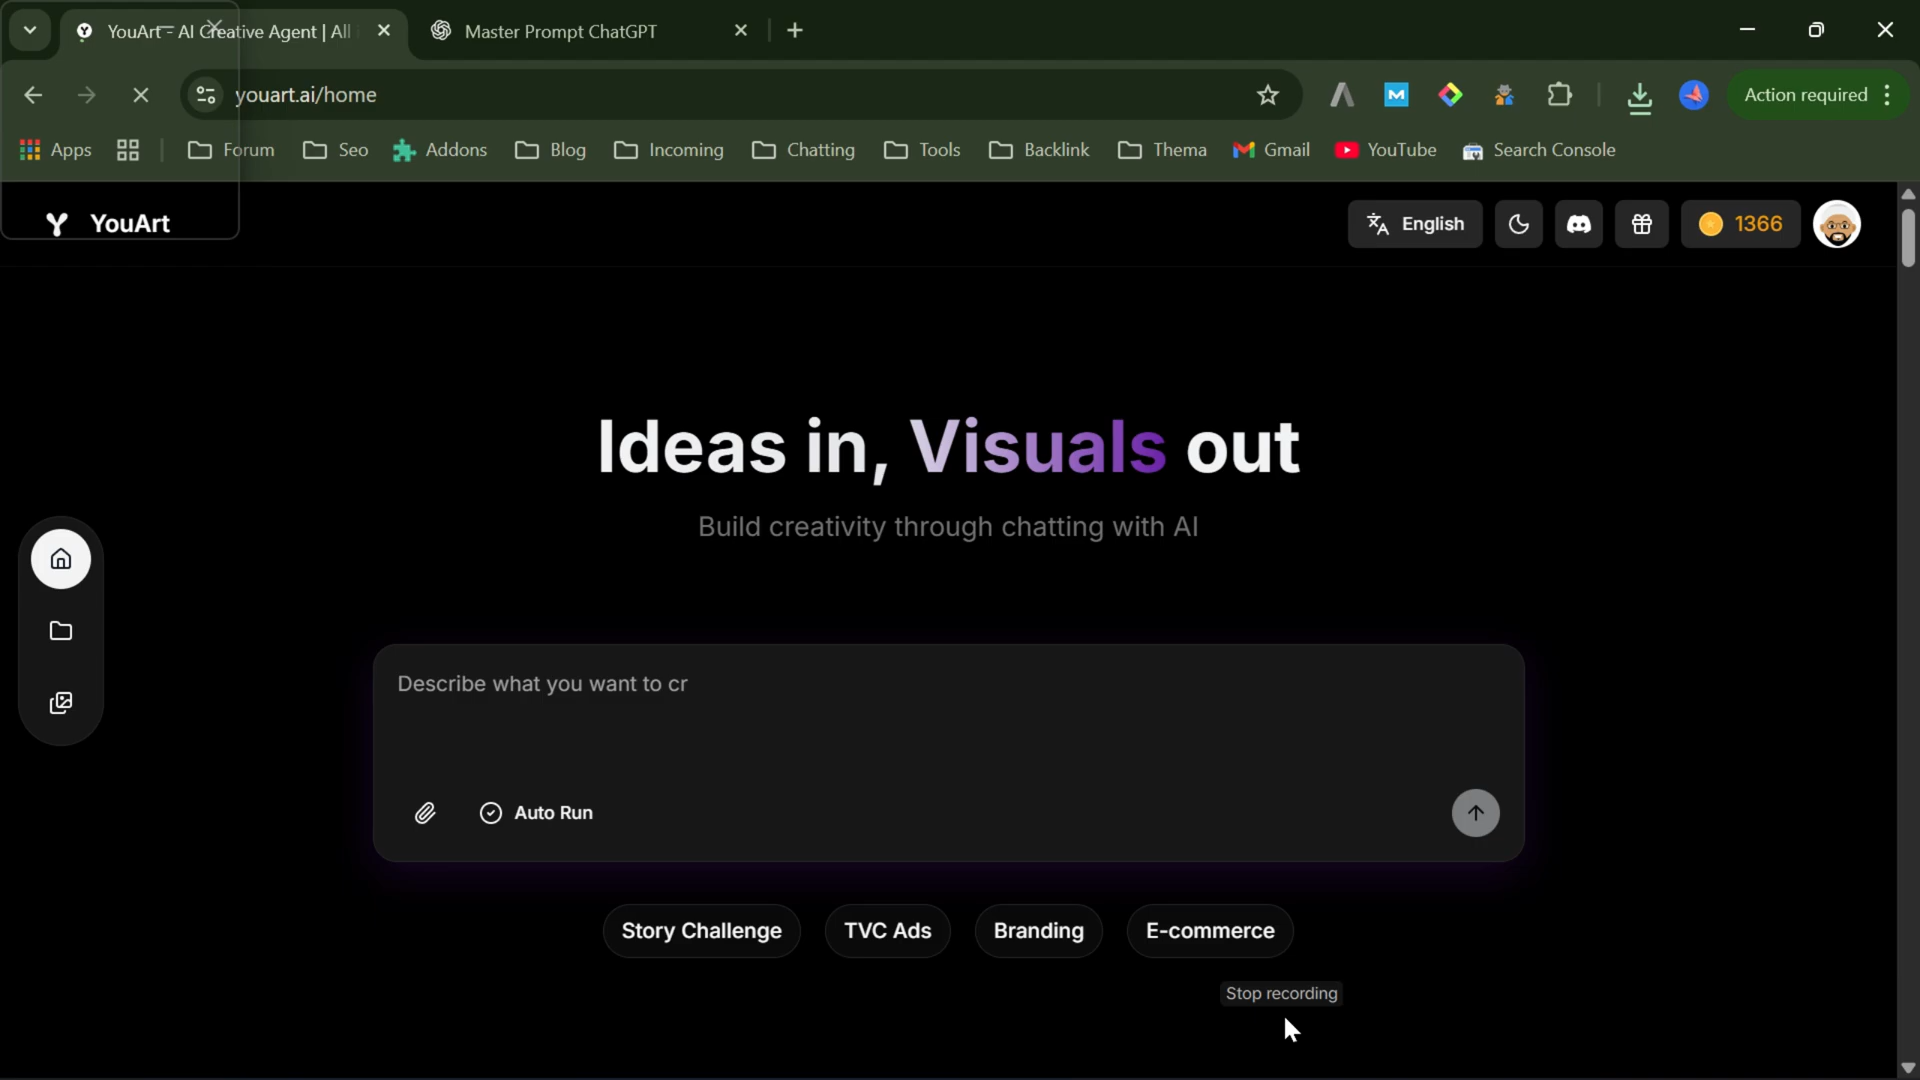 YouArt - AI Creative Agent | All
Master Prompt ChatGPT
youart.ai/home
Action required
Apps
Forum
Seo
Addons
Blog
Incoming
Chatting
Tools
Backlink
Thema
Gmail
YouTube
Search Console
YouArt
English
1366
Ideas in, Visuals out
Build creativity through chatting with AI
Describe what you want to cr
Auto Run
Story Challenge
TVC Ads
Branding
E-commerce
Stop recording